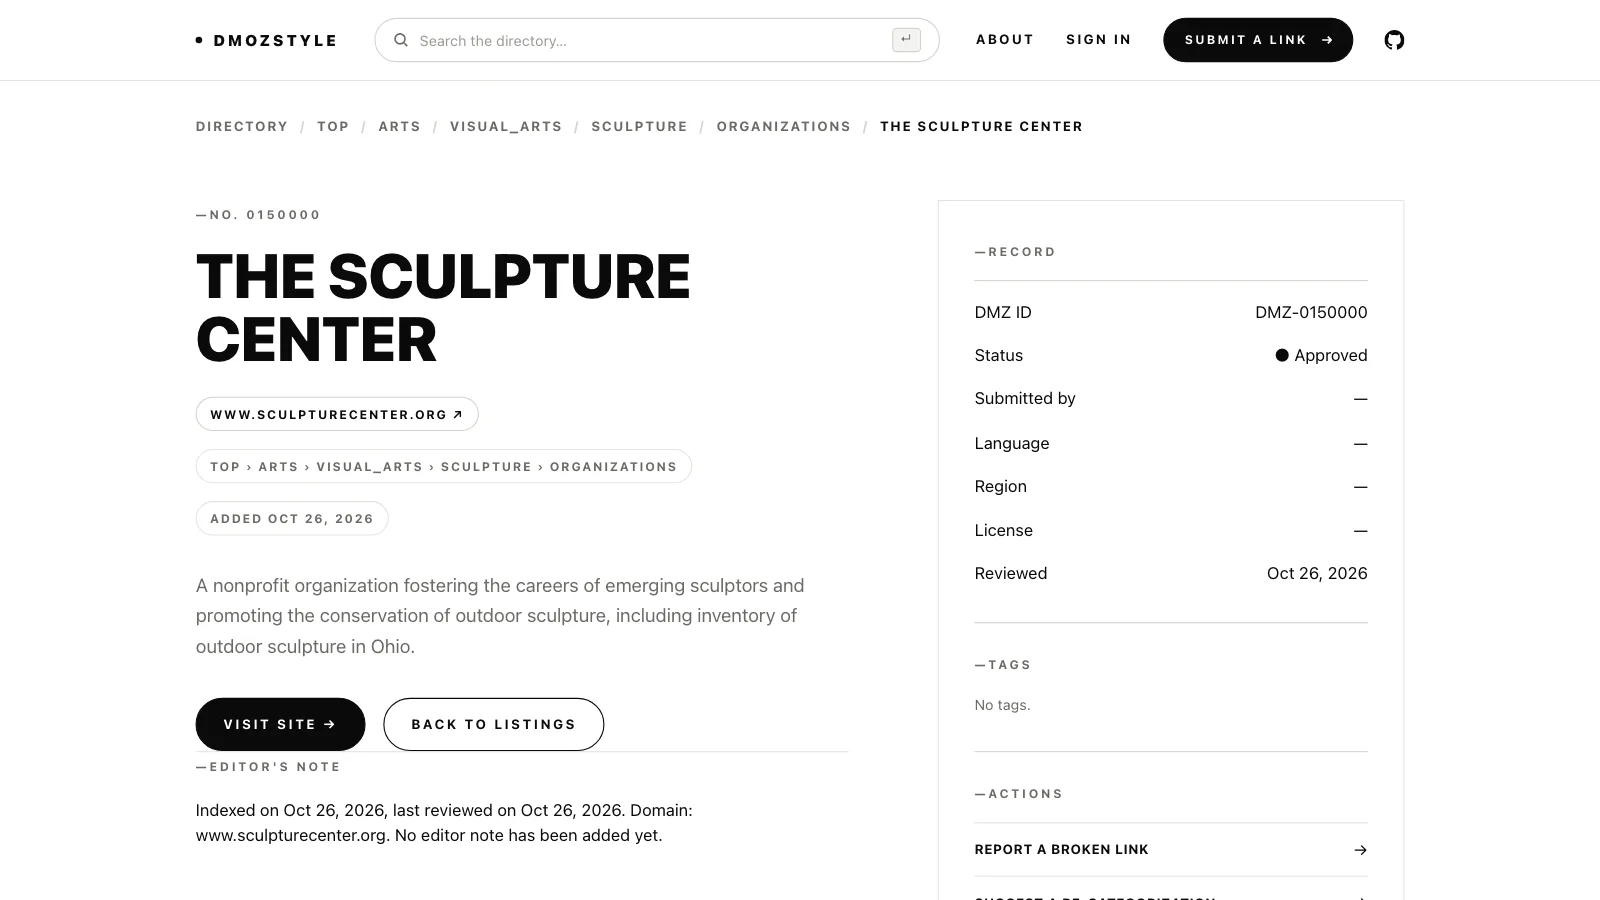 DMOZSTYLE
Search the directory...
↵
ABOUT
SIGN IN
SUBMIT A LINK →
DIRECTORY / TOP / ARTS / VISUAL_ARTS / SCULPTURE / ORGANIZATIONS / THE SCULPTURE CENTER
—NO. 0150000
THE SCULPTURE
CENTER
WWW.SCULPTURECENTER.ORG ↗
TOP › ARTS › VISUAL_ARTS › SCULPTURE › ORGANIZATIONS
ADDED OCT 26, 2026
A nonprofit organization fostering the careers of emerging sculptors and
promoting the conservation of outdoor sculpture, including inventory of
outdoor sculpture in Ohio.
VISIT SITE →
BACK TO LISTINGS
—EDITOR'S NOTE
Indexed on Oct 26, 2026, last reviewed on Oct 26, 2026. Domain:
www.sculpturecenter.org. No editor note has been added yet.
—RECORD
DMZ ID DMZ-0150000
Status ● Approved
Submitted by —
Language —
Region —
License —
Reviewed Oct 26, 2026
—TAGS
No tags.
—ACTIONS
REPORT A BROKEN LINK →